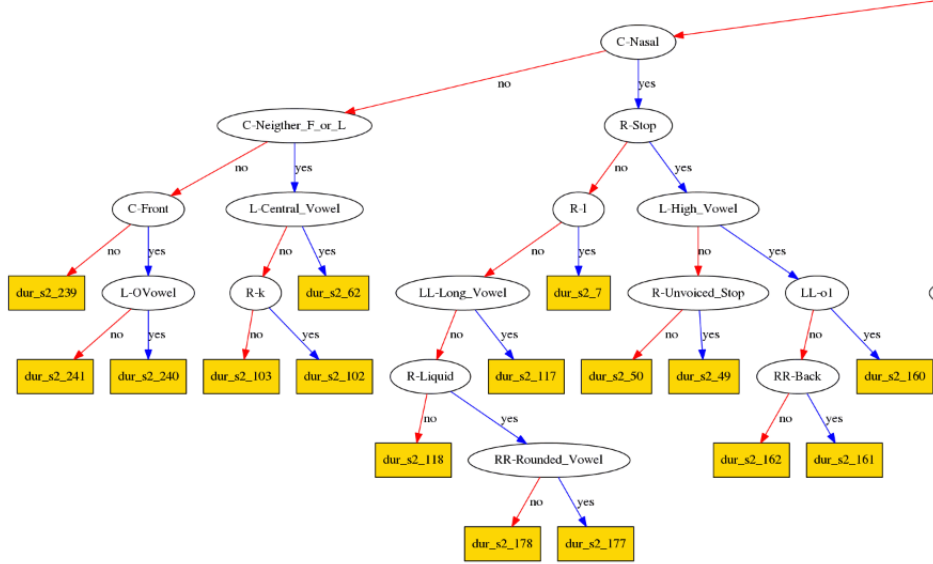 C-Nasal
no
yes
C-Neigther_F_or_L
R-Stop
no
yes
no
yes
C-Front
L-Central_Vowel
R-l
L-High_Vowel
no
yes
no
yes
no
yes
no
yes
dur_s2_239
L-OVowel
R-k
dur_s2_62
LL-Long_Vowel
dur_s2_7
R-Unvoiced_Stop
LL-o1
no
yes
no
yes
no
yes
no
yes
no
yes
dur_s2_241
dur_s2_240
dur_s2_103
dur_s2_102
R-Liquid
dur_s2_117
dur_s2_50
dur_s2_49
RR-Back
dur_s2_160
no
yes
no
yes
dur_s2_118
RR-Rounded_Vowel
dur_s2_162
dur_s2_161
no
yes
dur_s2_178
dur_s2_177